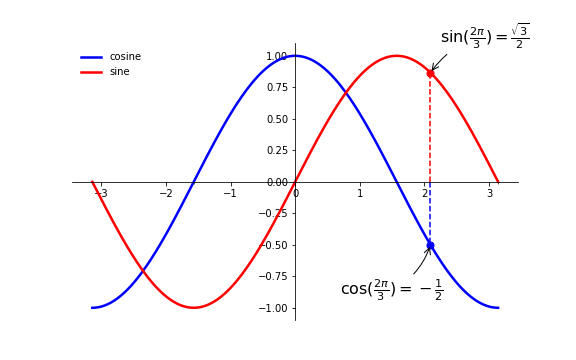 sin(2π/3) = √3/2
cosine
sine
1.00
0.75
0.50
0.25
0.00
−0.25
−0.50
−0.75
−1.00
−3 −2 −1 0 1 2 3
cos(2π/3) = −1/2